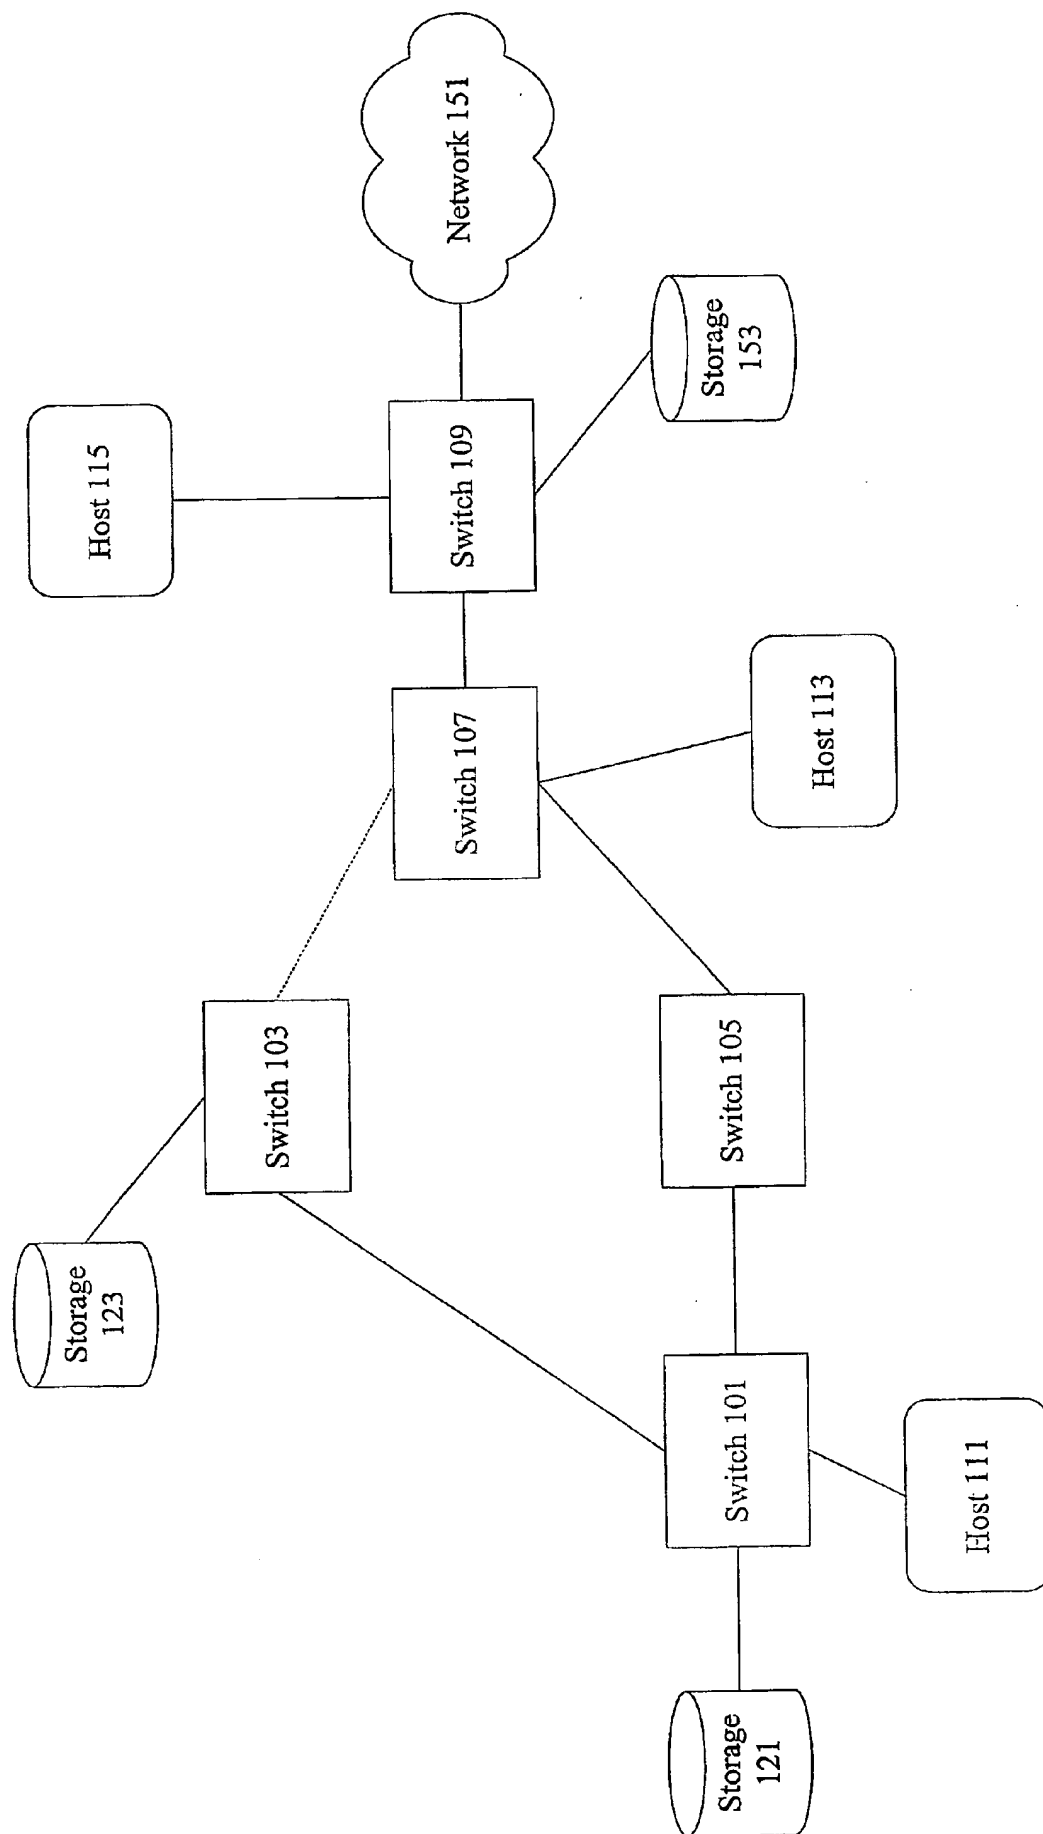 Storage
123
Switch 103
Host 115
Storage
121
Switch 101
Switch 105
Switch 107
Switch 109
Network 151
Host 111
Host 113
Storage
153